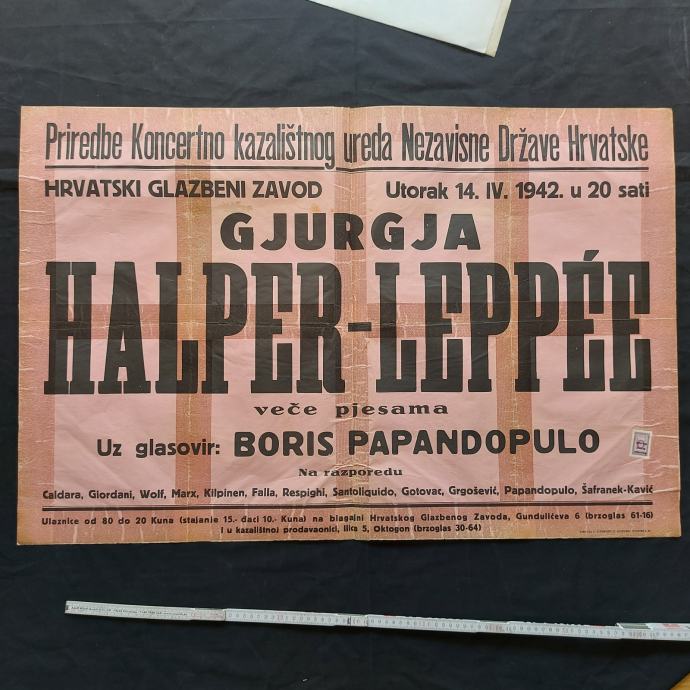 Priredbe Koncertno kazalištnog ureda Nezavisne Države Hrvatske
HRVATSKI GLAZBENI ZAVOD Utorak 14. IV. 1942. u 20 sati
GJURGJA
HALPER-LEPPÉE
veče pjesama
Uz glasovir: BORIS PAPANDOPULO
Na razporedu
Caldara, Giordani, Wolf, Marx, Kilpinen, Falla, Respighi, Santoliquido, Gotovac, Grgošević, Papandopulo, Šafranek-Kavić
Ulaznice od 80 do 20 Kuna (stajanje 15.- đaci 10.- Kuna) na blagajni Hrvatskog Glazbenog Zavoda, Gundulićeva 6 (brzoglas 61-16)
i u kazalištnoj prodavaonici, Ilica 5, Oktogon (brzoglas 30-64)